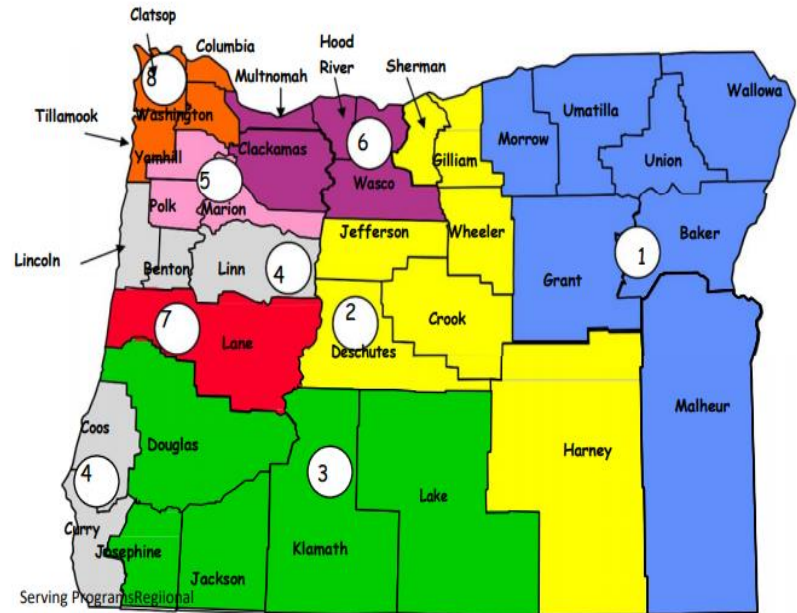 Clatsop
Columbia
Hood
River
Multnomah
Sherman
8
Tillamook
Washington
Umatilla
Wallowa
Morrow
Yamhill
Clackamas
6
Gilliam
Union
5
Wasco
Polk
Marion
Jefferson
Wheeler
Baker
Lincoln
Benton
Linn
4
1
Grant
7
Lane
2
Crook
Deschutes
Malheur
Coos
Douglas
Harney
4
3
Lake
Curry
Josephine
Klamath
Jackson
Serving ProgramsRegiional